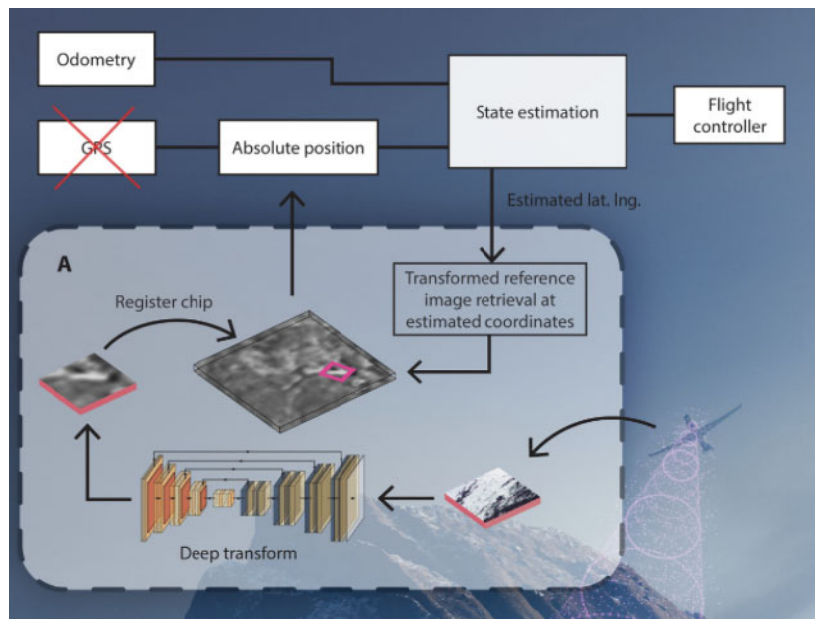 Odometry
GPS
Absolute position
State estimation
Flight
controller
Estimated lat. lng.
A
Register chip
Transformed reference
image retrieval at
estimated coordinates
Deep transform